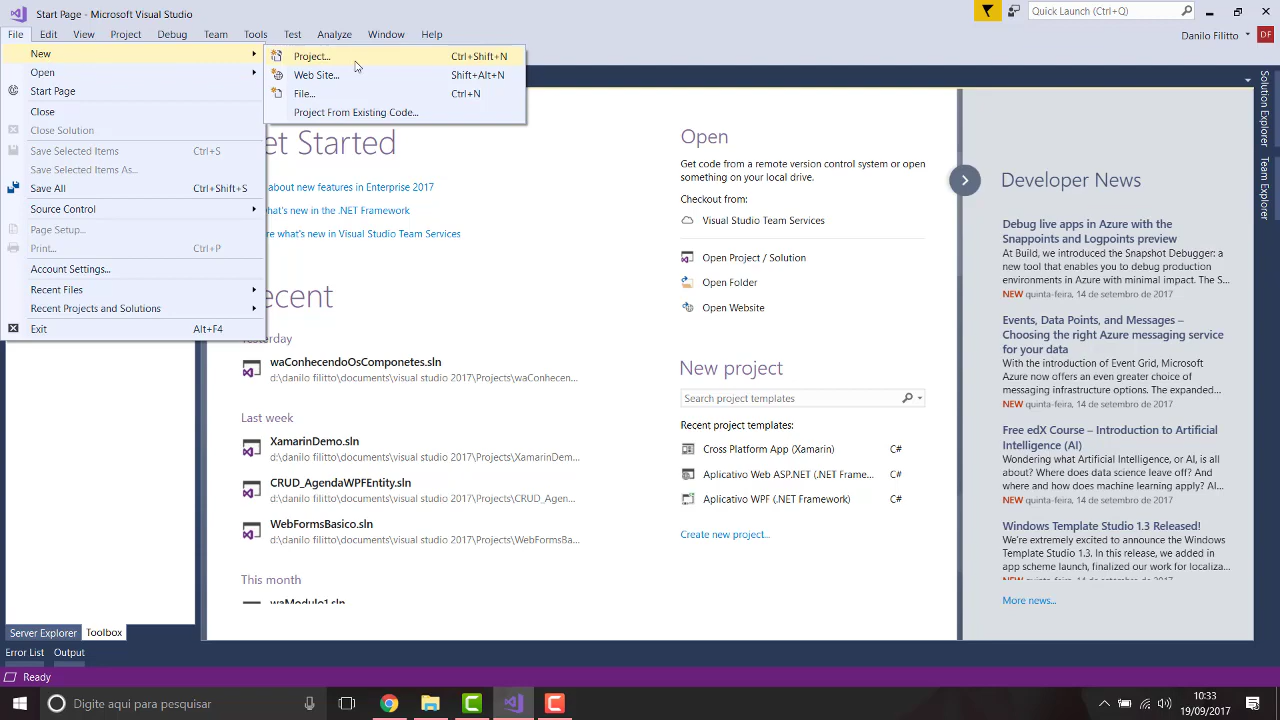 Start Page - Microsoft Visual Studio
Quick Launch (Ctrl+Q)
File Edit View Project Debug Team Tools Test Analyze Window Help
Danilo Filitto DF
New
Open
Start Page
Close
Close Solution
Save Selected Items Ctrl+S
Save Selected Items As...
Save All Ctrl+Shift+S
Source Control
Page Setup...
Print... Ctrl+P
Account Settings...
Recent Files
Recent Projects and Solutions
Exit Alt+F4
Project... Ctrl+Shift+N
Web Site... Shift+Alt+N
File... Ctrl+N
Project From Existing Code...
et Started
about new features in Enterprise 2017
hat's new in the .NET Framework
re what's new in Visual Studio Team Services
ecent
sterday
waConhecendoOsComponetes.sln
d:\danilo filitto\documents\visual studio 2017\Projects\waConhecen...
Last week
XamarinDemo.sln
d:\danilo filitto\documents\visual studio 2017\Projects\XamarinDem...
CRUD_AgendaWPFEntity.sln
d:\danilo filitto\documents\visual studio 2017\Projects\CRUD_Agen...
WebFormsBasico.sln
d:\danilo filitto\documents\visual studio 2017\Projects\WebFormsBa...
This month
waModulo1.sln
Open
Get code from a remote version control system or open
something on your local drive.
Checkout from:
Visual Studio Team Services
Open Project / Solution
Open Folder
Open Website
New project
Search project templates
Recent project templates:
Cross Platform App (Xamarin) C#
Aplicativo Web ASP.NET (.NET Frame... C#
Aplicativo WPF (.NET Framework) C#
Create new project...
Developer News
Debug live apps in Azure with the
Snappoints and Logpoints preview
At Build, we introduced the Snapshot Debugger: a
new tool that enables you to debug production
environments in Azure with minimal impact. The S...
NEW quinta-feira, 14 de setembro de 2017
Events, Data Points, and Messages –
Choosing the right Azure messaging service
for your data
With the introduction of Event Grid, Microsoft
Azure now offers an even greater choice of
messaging infrastructure options. The expanded...
NEW quinta-feira, 14 de setembro de 2017
Free edX Course – Introduction to Artificial
Intelligence (AI)
Wondering what Artificial Intelligence, or AI, is all
about? Where does data science leave off? And
where and how does machine learning apply? AI...
NEW quinta-feira, 14 de setembro de 2017
Windows Template Studio 1.3 Released!
We're extremely excited to announce the Windows
Template Studio 1.3. In this release, we added in
app scheme launch, finalized our work for localiza...
NEW quinta-feira, 14 de setembro de 2017
More news...
Solution Explorer
Team Explorer
Server Explorer Toolbox
Error List Output
Ready
Digite aqui para pesquisar
10:33
19/09/2017